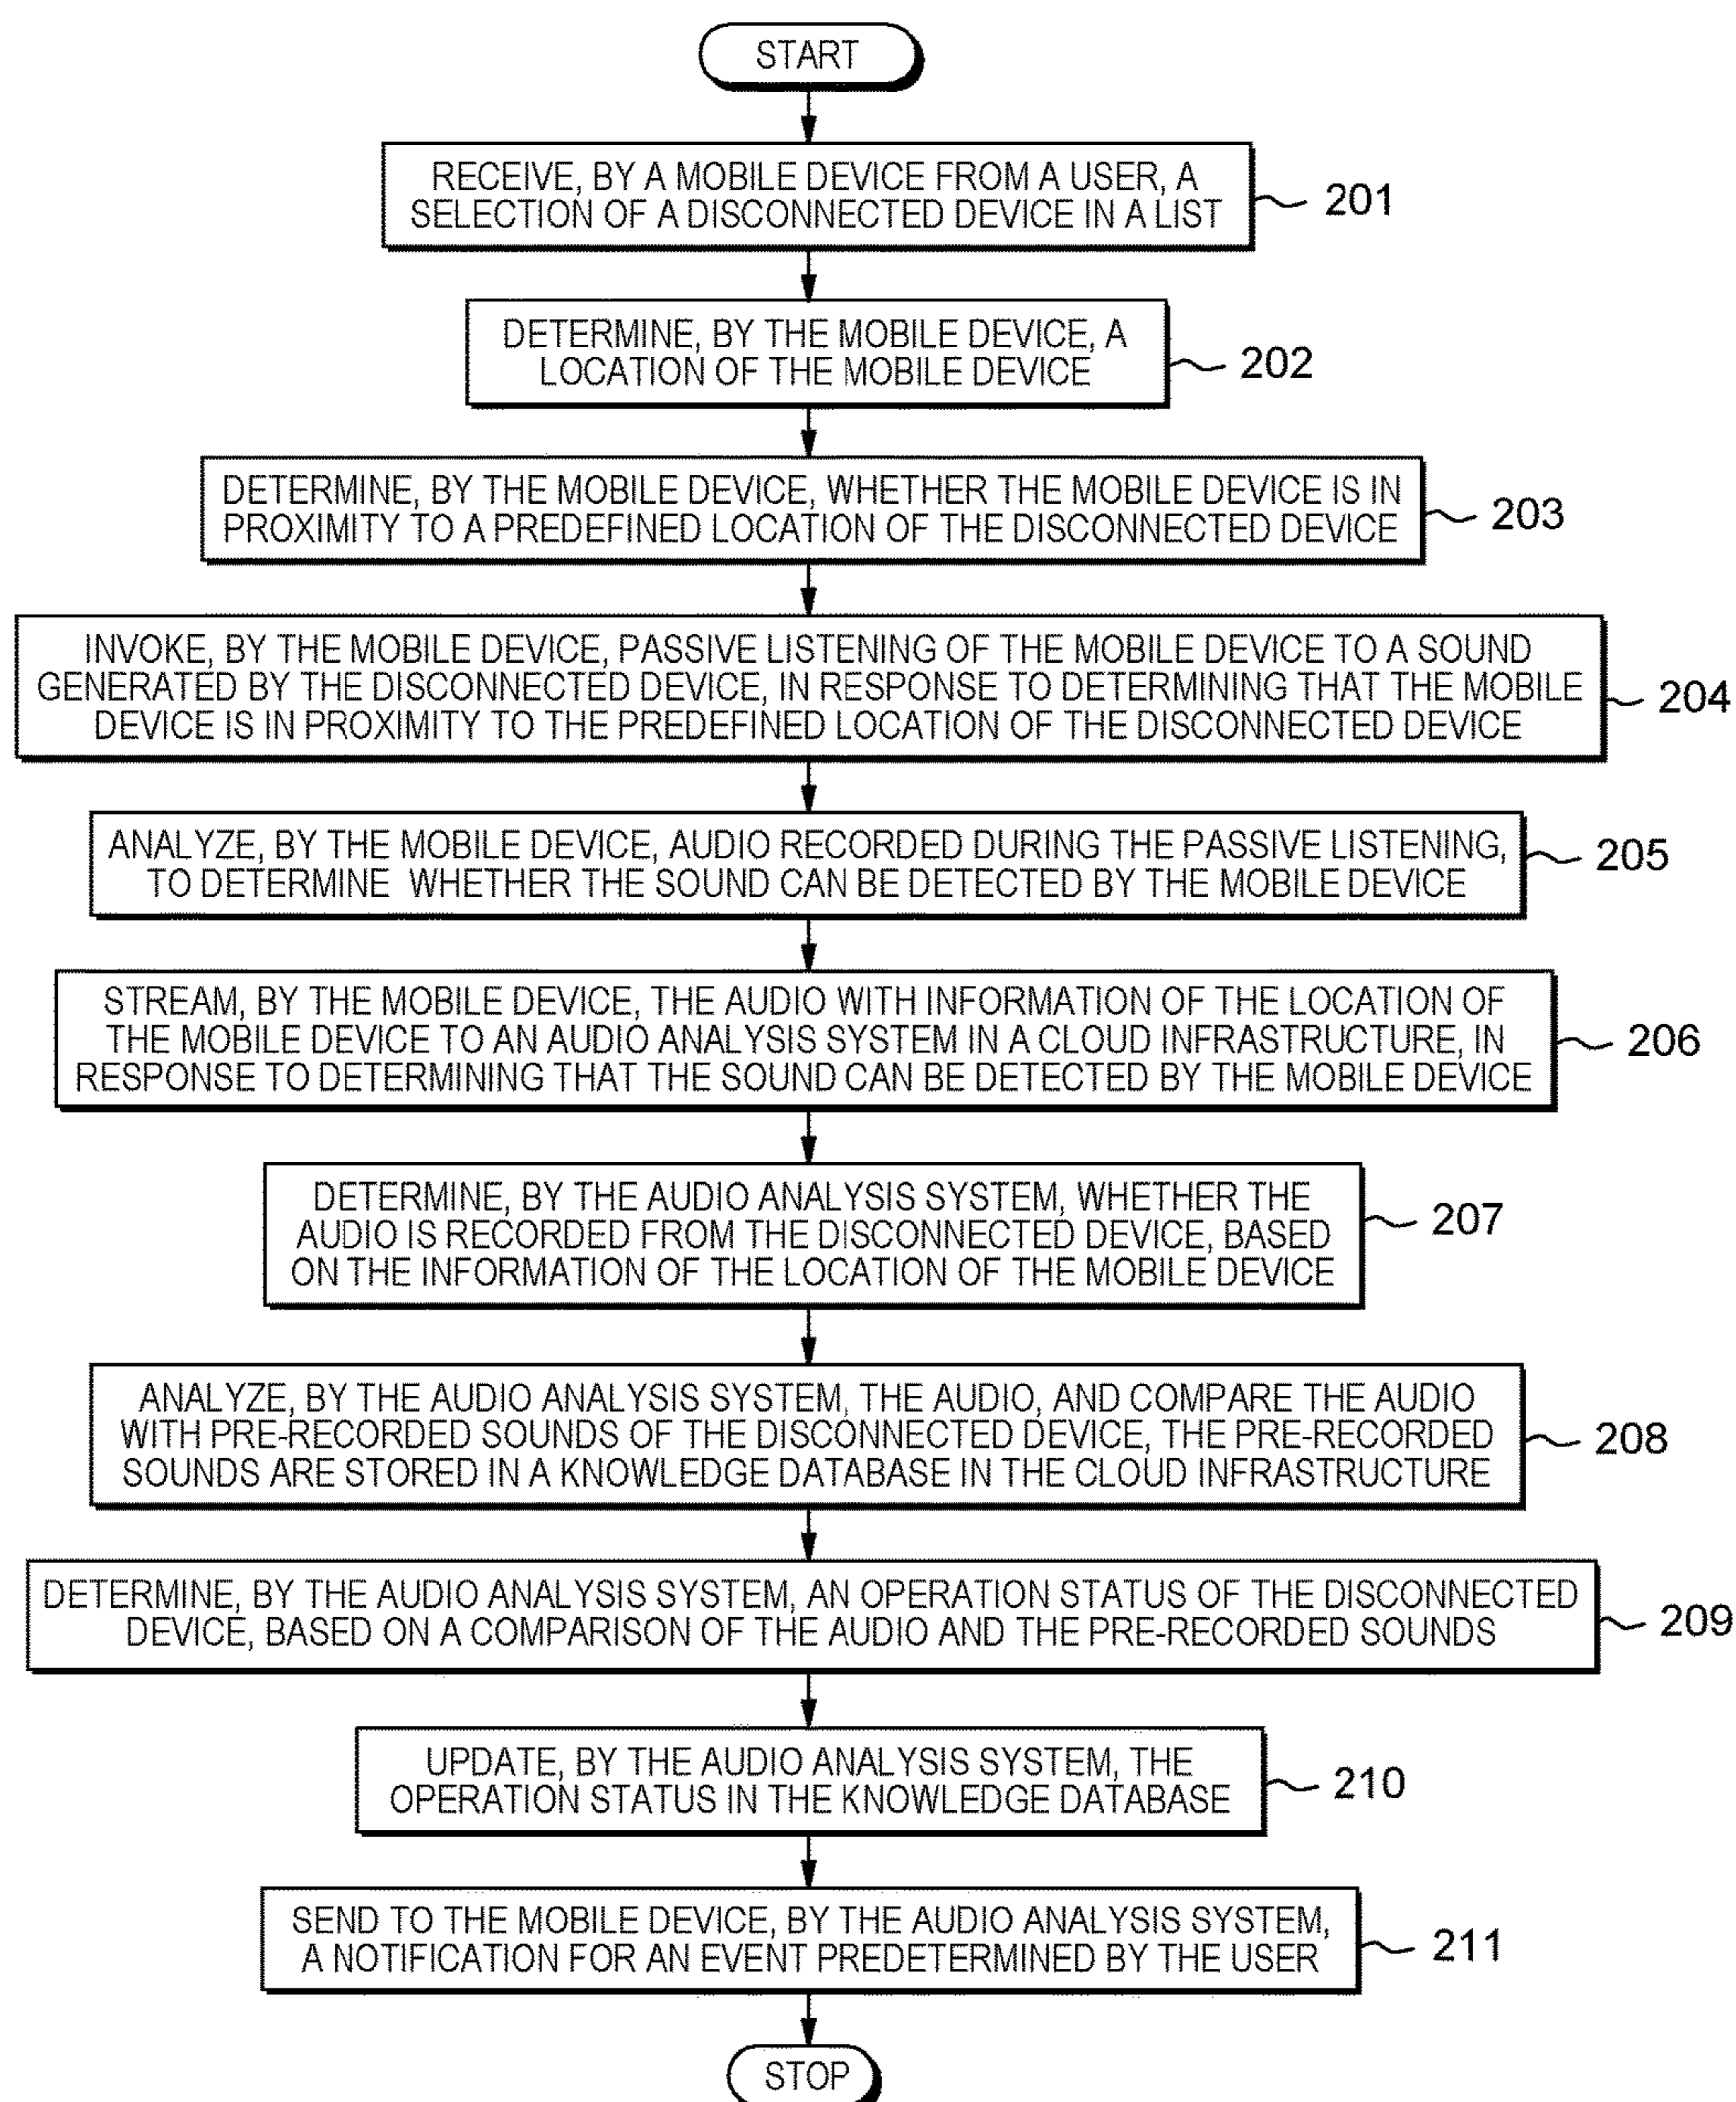 START
RECEIVE, BY A MOBILE DEVICE FROM A USER, A
SELECTION OF A DISCONNECTED DEVICE IN A LIST
201
DETERMINE, BY THE MOBILE DEVICE, A
LOCATION OF THE MOBILE DEVICE
202
DETERMINE, BY THE MOBILE DEVICE, WHETHER THE MOBILE DEVICE IS IN
PROXIMITY TO A PREDEFINED LOCATION OF THE DISCONNECTED DEVICE
203
INVOKE, BY THE MOBILE DEVICE, PASSIVE LISTENING OF THE MOBILE DEVICE TO A SOUND
GENERATED BY THE DISCONNECTED DEVICE, IN RESPONSE TO DETERMINING THAT THE MOBILE
DEVICE IS IN PROXIMITY TO THE PREDEFINED LOCATION OF THE DISCONNECTED DEVICE
204
ANALYZE, BY THE MOBILE DEVICE, AUDIO RECORDED DURING THE PASSIVE LISTENING,
TO DETERMINE WHETHER THE SOUND CAN BE DETECTED BY THE MOBILE DEVICE
205
STREAM, BY THE MOBILE DEVICE, THE AUDIO WITH INFORMATION OF THE LOCATION OF
THE MOBILE DEVICE TO AN AUDIO ANALYSIS SYSTEM IN A CLOUD INFRASTRUCTURE, IN
RESPONSE TO DETERMINING THAT THE SOUND CAN BE DETECTED BY THE MOBILE DEVICE
206
DETERMINE, BY THE AUDIO ANALYSIS SYSTEM, WHETHER THE
AUDIO IS RECORDED FROM THE DISCONNECTED DEVICE, BASED
ON THE INFORMATION OF THE LOCATION OF THE MOBILE DEVICE
207
ANALYZE, BY THE AUDIO ANALYSIS SYSTEM, THE AUDIO, AND COMPARE THE AUDIO
WITH PRE-RECORDED SOUNDS OF THE DISCONNECTED DEVICE, THE PRE-RECORDED
SOUNDS ARE STORED IN A KNOWLEDGE DATABASE IN THE CLOUD INFRASTRUCTURE
208
DETERMINE, BY THE AUDIO ANALYSIS SYSTEM, AN OPERATION STATUS OF THE DISCONNECTED
DEVICE, BASED ON A COMPARISON OF THE AUDIO AND THE PRE-RECORDED SOUNDS
209
UPDATE, BY THE AUDIO ANALYSIS SYSTEM, THE
OPERATION STATUS IN THE KNOWLEDGE DATABASE
210
SEND TO THE MOBILE DEVICE, BY THE AUDIO ANALYSIS SYSTEM,
A NOTIFICATION FOR AN EVENT PREDETERMINED BY THE USER
211
STOP